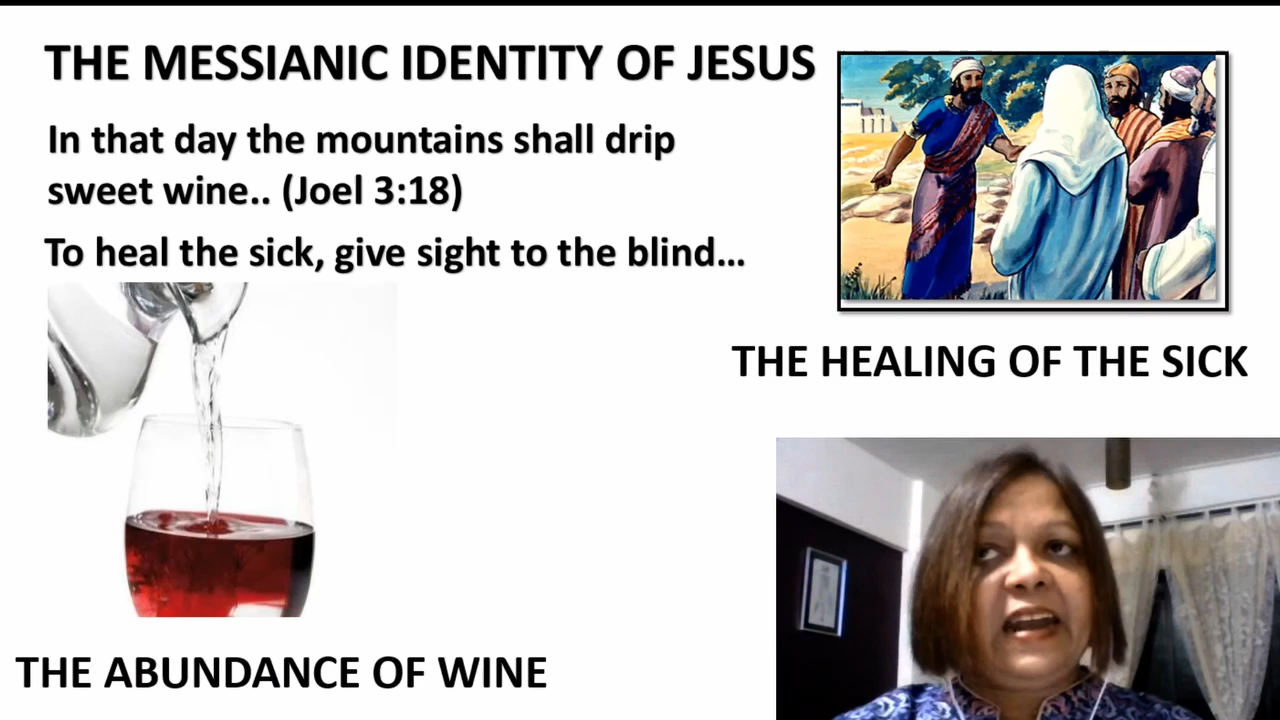 THE MESSIANIC IDENTITY OF JESUS
In that day the mountains shall drip
sweet wine.. (Joel 3:18)
To heal the sick, give sight to the blind...
THE HEALING OF THE SICK
THE ABUNDANCE OF WINE